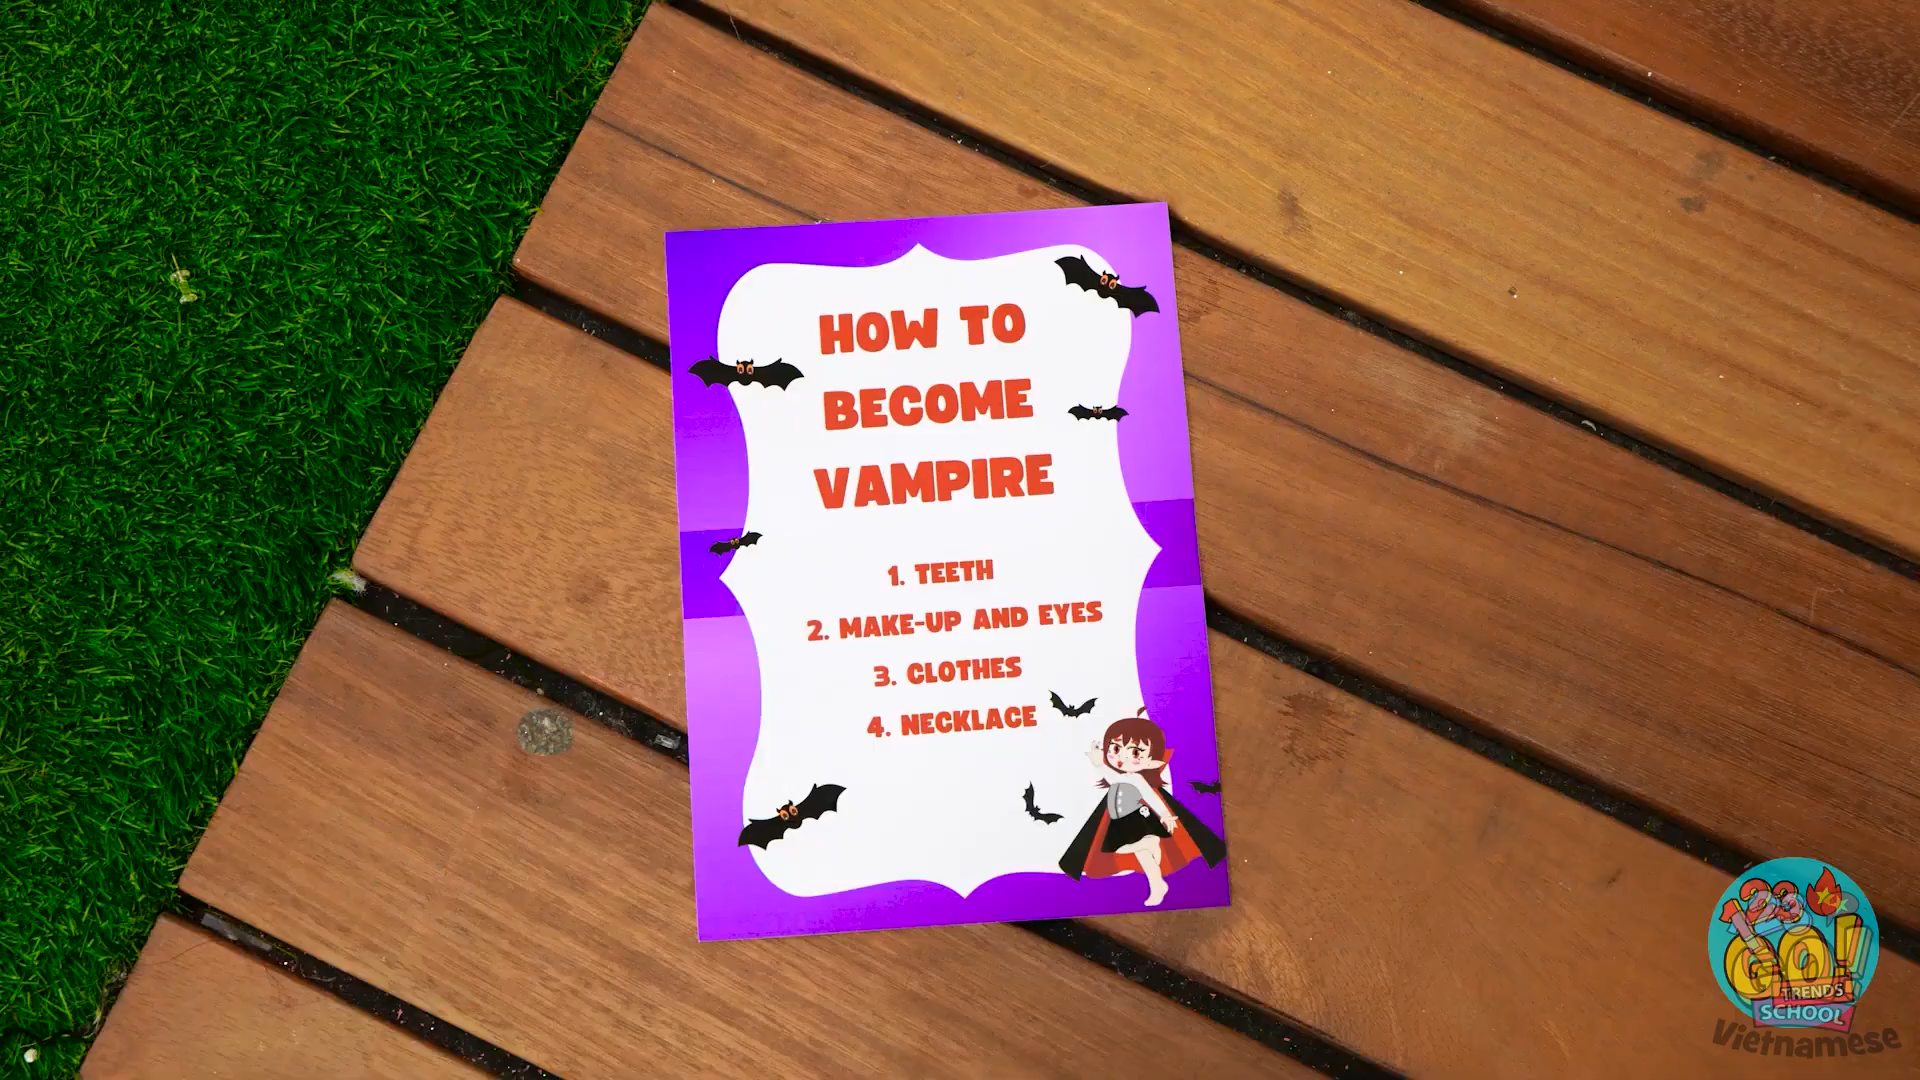 HOW TO
BECOME
VAMPIRE
1. TEETH
2. MAKE-UP AND EYES
3. CLOTHES
4. NECKLACE
123
GO!
TRENDS
SCHOOL
Vietnamese